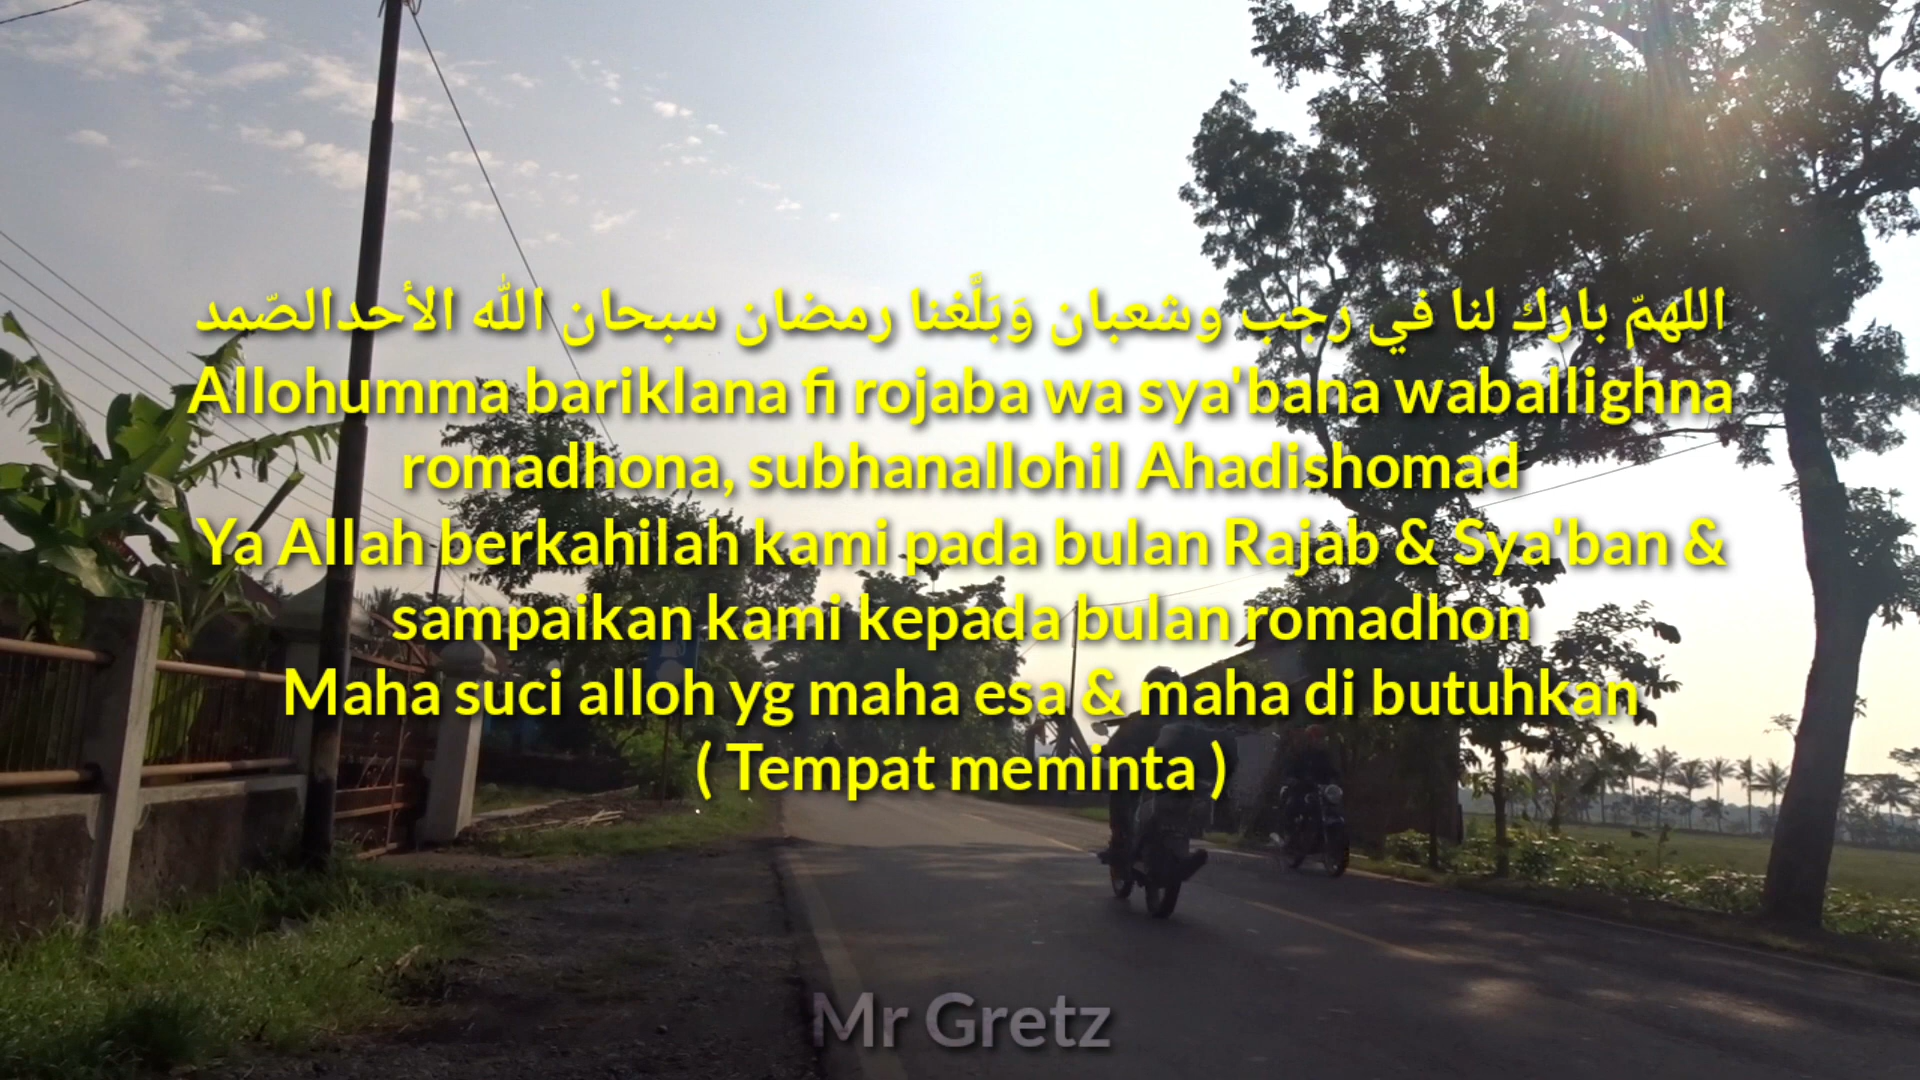 اللهمّ بارك لنا في رجب وشعبان وَبَلِّغنا رمضان سبحان الله الأحدالصّمد
Allohumma bariklana fi rojaba wa sya'bana waballighna
romadhona, subhanallohil Ahadishomad
Ya Allah berkahilah kami pada bulan Rajab & Sya'ban &
sampaikan kami kepada bulan romadhon
Maha suci alloh yg maha esa & maha di butuhkan
( Tempat meminta )
Mr Gretz